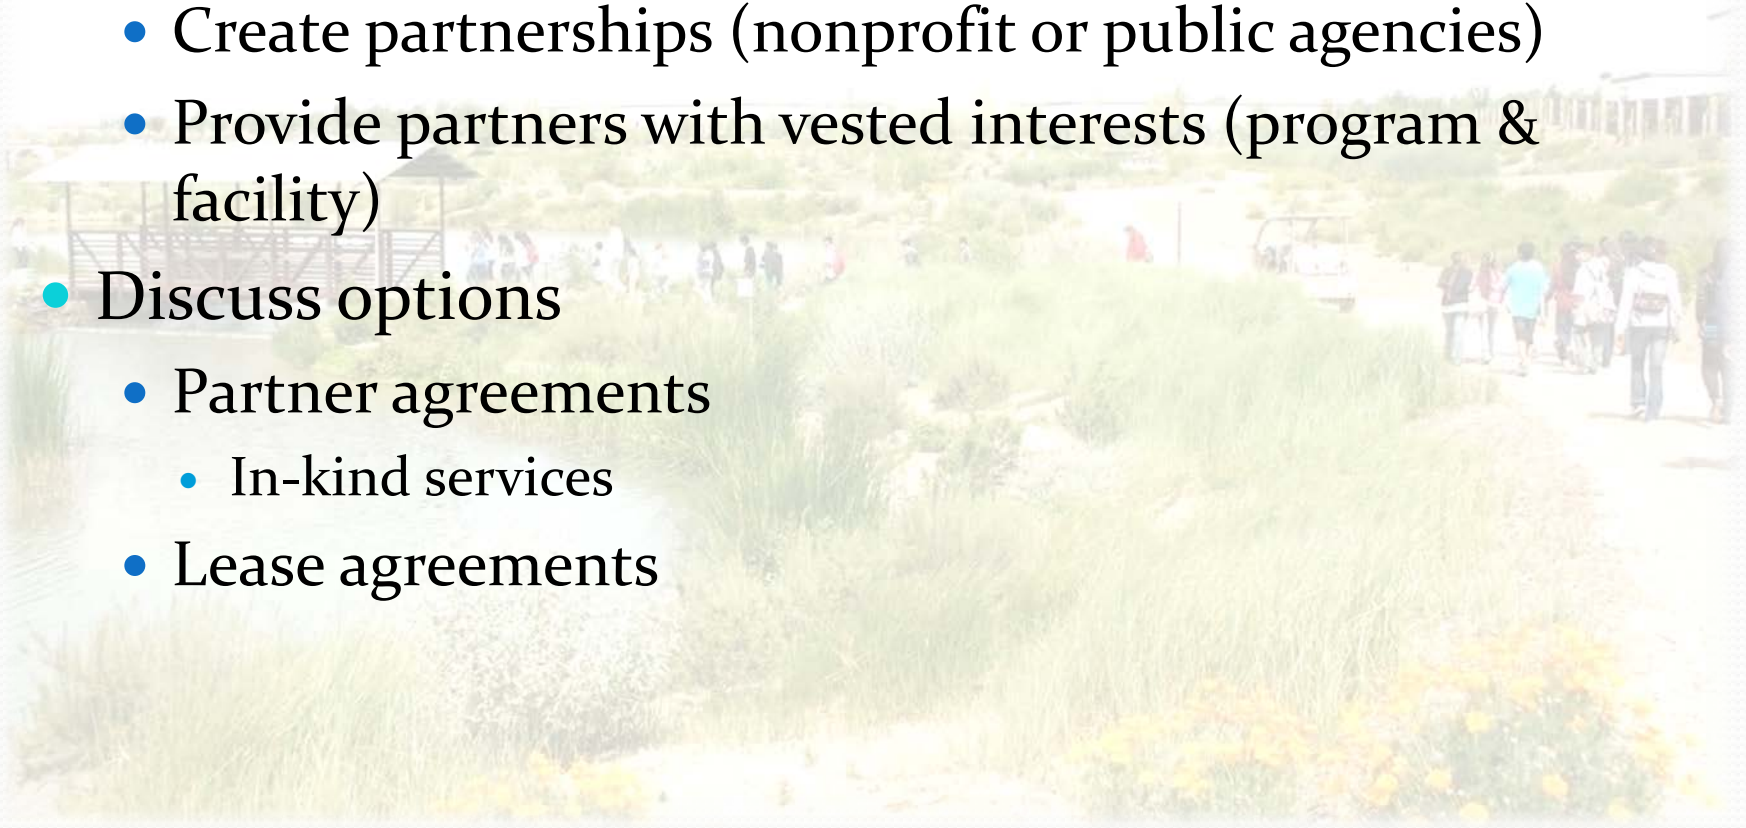 • Create partnerships (nonprofit or public agencies)
• Provide partners with vested interests (program &
facility)
• Discuss options
• Partner agreements
• In-kind services
• Lease agreements